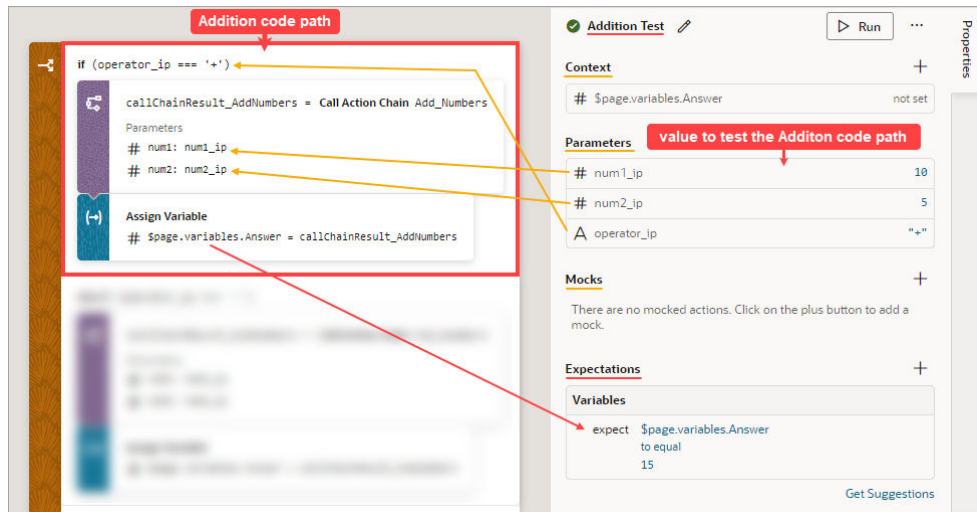 Addition code path
if (operator_ip === '+')
callChainResult_AddNumbers = Call Action Chain Add_Numbers
Parameters
# num1: num1_ip
# num2: num2_ip
Assign Variable
# $page.variables.Answer = callChainResult_AddNumbers
Addition Test
Run
...
Properties
Context
+
# $page.variables.Answer not set
Parameters
value to test the Additon code path
# num1_ip 10
# num2_ip 5
A operator_ip "+"
Mocks
+
There are no mocked actions. Click on the plus button to add a
mock.
Expectations
+
Variables
expect $page.variables.Answer
to equal
15
Get Suggestions